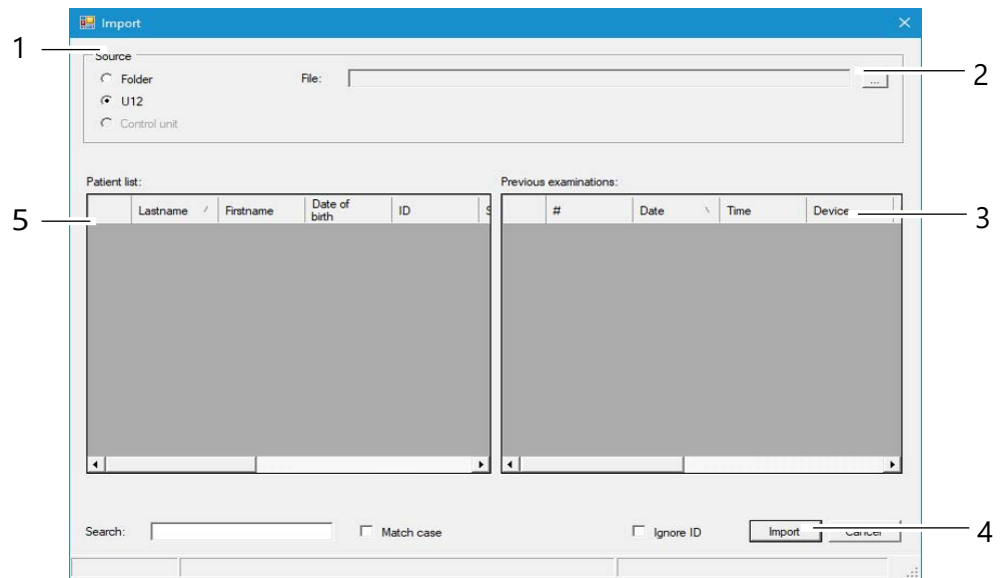 Import
1
Source
Folder
File:
...
2
U12
Control unit
Patient list:
Previous examinations:
5
Lastname
Firstname
Date of
birth
ID
S
#
Date
Time
Device
3
Search:
Match case
Ignore ID
Import
Cancel
4